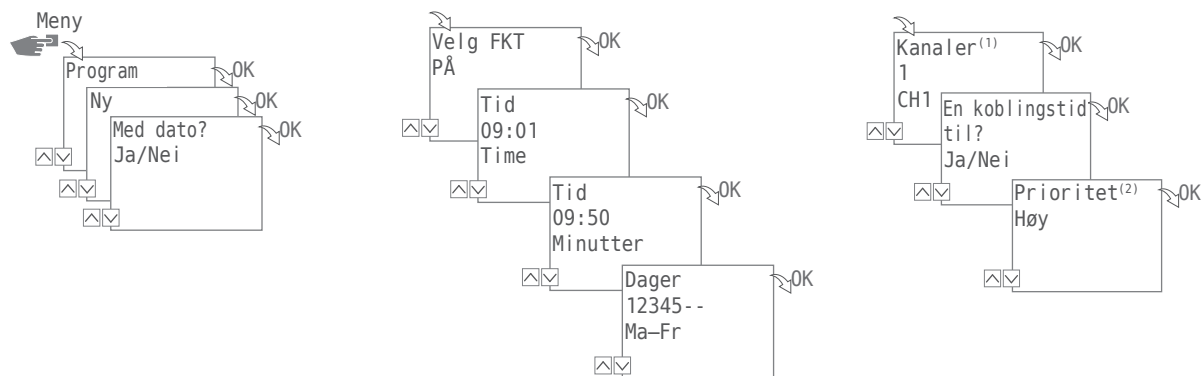 Meny
Program
OK
Ny
OK
Med dato?
Ja/Nei
OK
Velg FKT
PÅ
OK
Tid
09:01
Time
OK
Tid
09:50
Minutter
OK
Dager
12345--
Ma–Fr
OK
Kanaler(1)
1
CH1
OK
En koblingstid
til?
Ja/Nei
OK
Prioritet(2)
Høy
OK